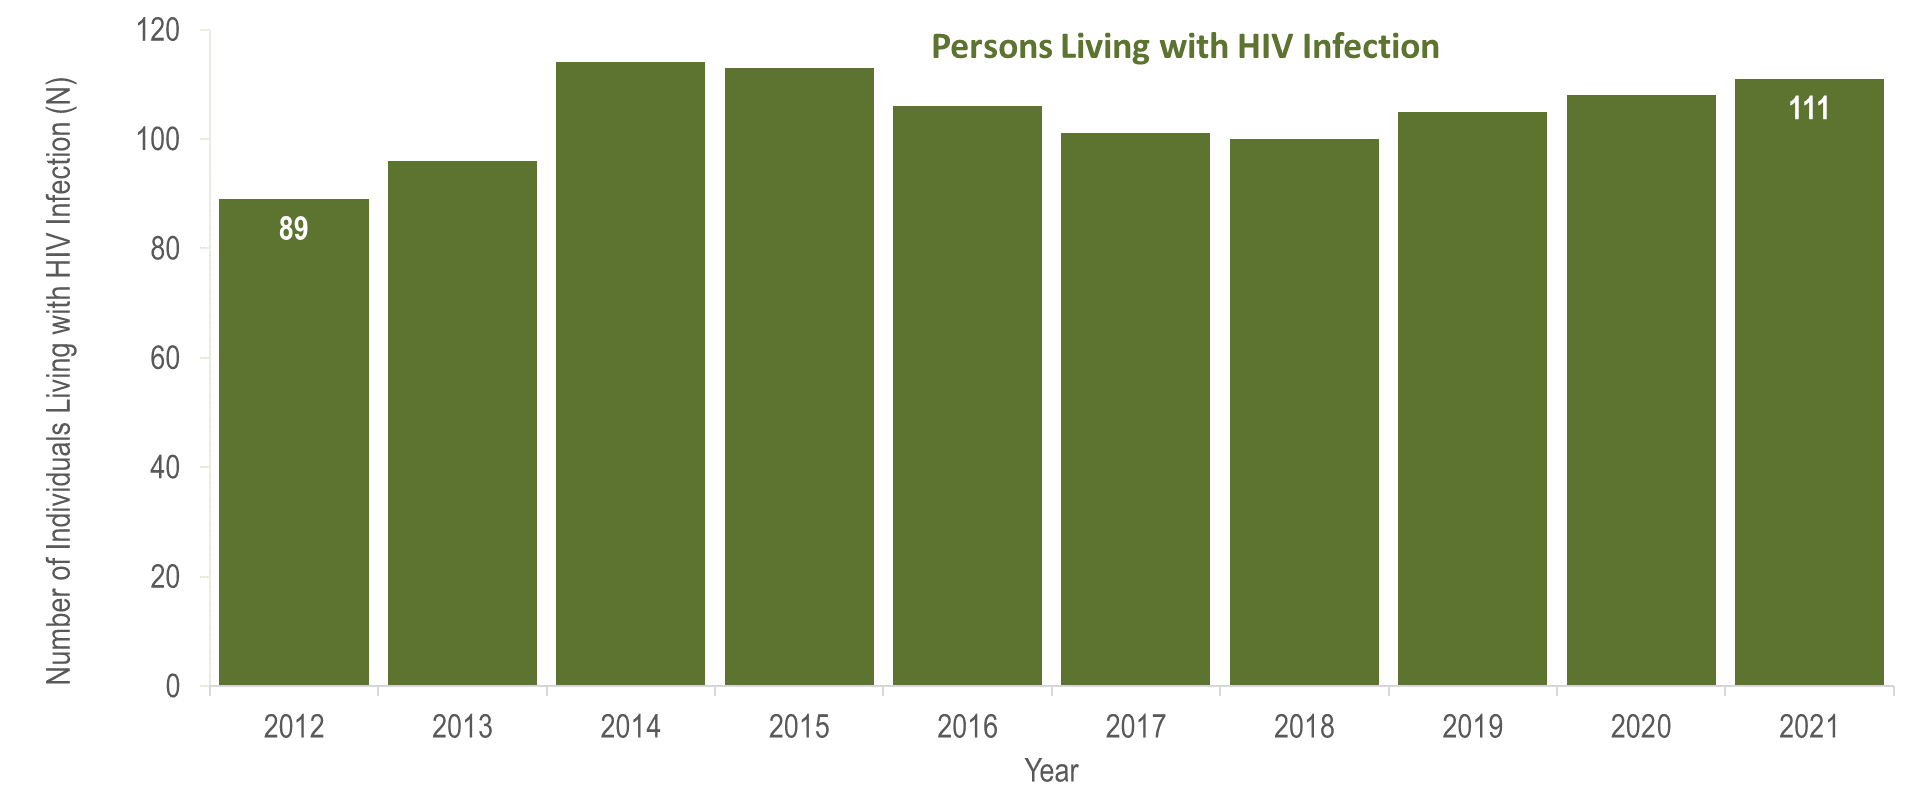 Persons Living with HIV Infection
Number of Individuals Living with HIV Infection (N)
120
100
80
60
40
20
0
89
111
2012 2013 2014 2015 2016 2017 2018 2019 2020 2021
Year